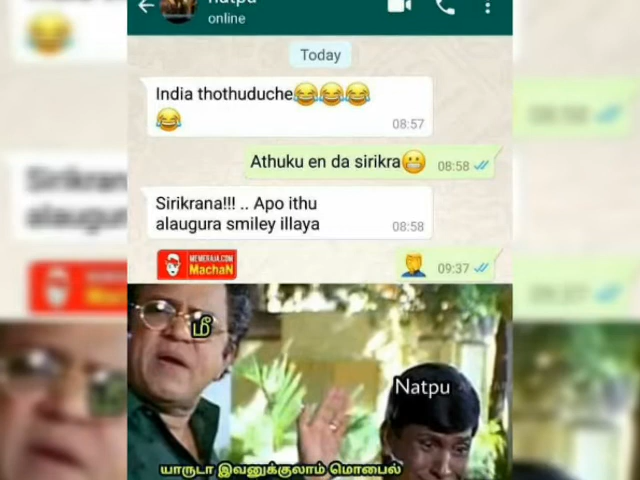 natpu
online
Today
India thothuduche😂😂😂
😂
08:57
Athuku en da sirikra😬 08:58
Sirikrana!!! .. Apo ithu
alaugura smiley illaya
08:58
MEMERAJA.COM
MachaN
🤦 09:37
மீ
Natpu
யாருடா இவனுக்குலாம் மொபைல்